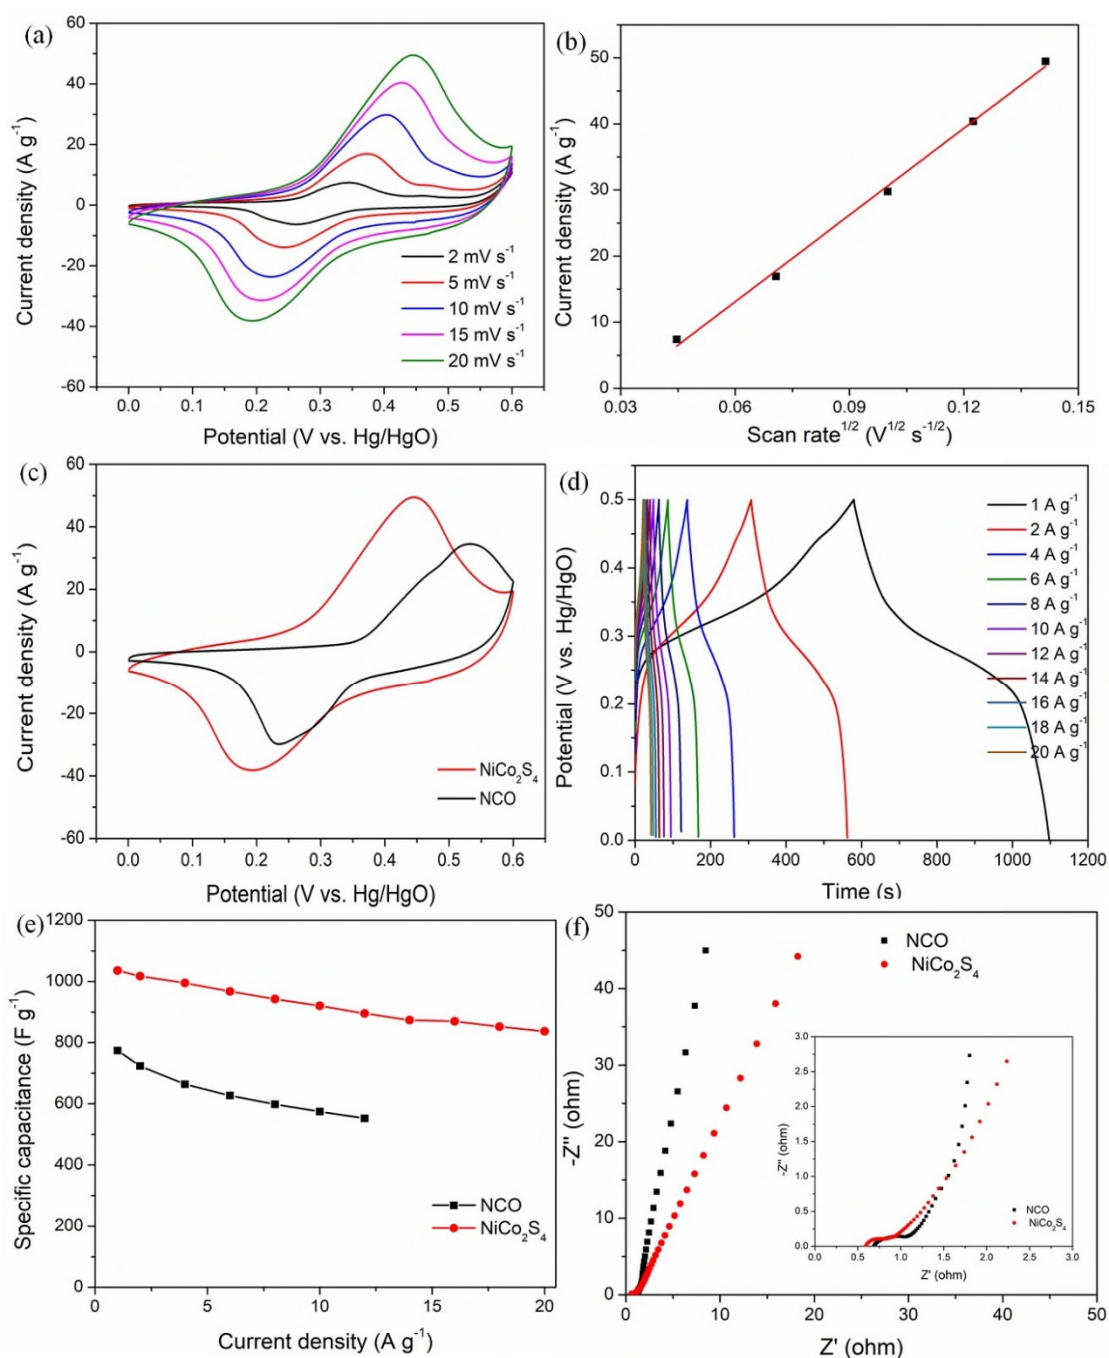 (a)
60
40
20
0
-20
-40
-60
Current density (A g⁻¹)
2 mV s⁻¹
5 mV s⁻¹
10 mV s⁻¹
15 mV s⁻¹
20 mV s⁻¹
0.0 0.1 0.2 0.3 0.4 0.5 0.6
Potential (V vs. Hg/HgO)
(b)
50
40
30
20
10
0
Current density (A g⁻¹)
0.03 0.06 0.09 0.12 0.15
Scan rate¹/² (V¹/² s⁻¹/²)
(c)
60
40
20
0
-20
-40
-60
Current density (A g⁻¹)
NiCo₂S₄
NCO
0.0 0.1 0.2 0.3 0.4 0.5 0.6
Potential (V vs. Hg/HgO)
(d)
0.5
0.4
0.3
0.2
0.1
0.0
Potential (V vs. Hg/HgO)
1 A g⁻¹
2 A g⁻¹
4 A g⁻¹
6 A g⁻¹
8 A g⁻¹
10 A g⁻¹
12 A g⁻¹
14 A g⁻¹
16 A g⁻¹
18 A g⁻¹
20 A g⁻¹
0 200 400 600 800 1000 1200
Time (s)
(e)
1200
1000
800
600
400
200
0
Specific capacitance (F g⁻¹)
NCO
NiCo₂S₄
0 5 10 15 20
Current density (A g⁻¹)
(f)
50
40
30
20
10
0
-Z'' (ohm)
NCO
NiCo₂S₄
3.0
2.5
2.0
1.5
1.0
0.5
0.0
-Z'' (ohm)
NCO
NiCo₂S₄
0.0 0.5 1.0 1.5 2.0 2.5 3.0
Z' (ohm)
0 10 20 30 40 50
Z' (ohm)